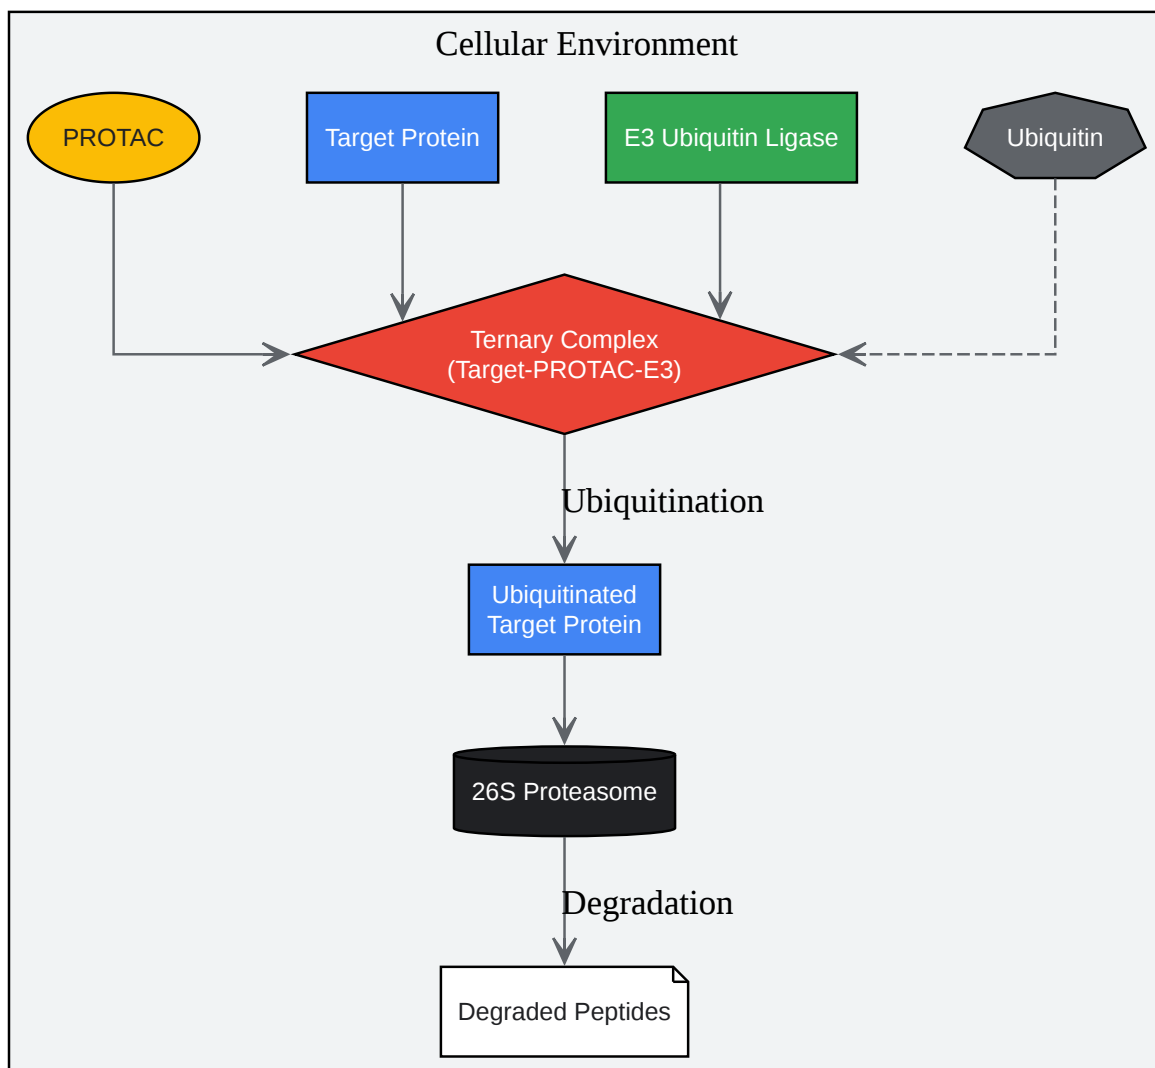 Cellular Environment
PROTAC
Target Protein
E3 Ubiquitin Ligase
Ubiquitin
Ternary Complex
(Target-PROTAC-E3)
Ubiquitination
Ubiquitinated
Target Protein
26S Proteasome
Degradation
Degraded Peptides